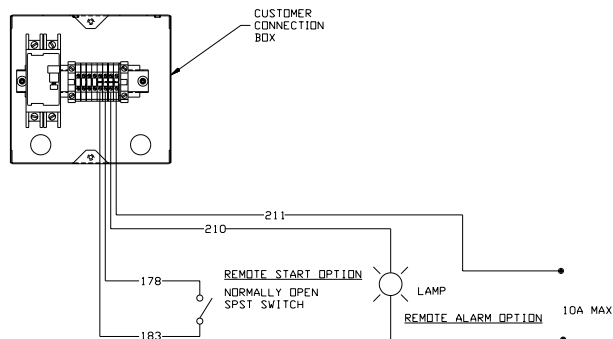 CUSTOMER
CONNECTION
BOX
211
210
178
REMOTE START OPTION
NORMALLY OPEN
SPST SWITCH
LAMP
REMOTE ALARM OPTION
10A MAX
183